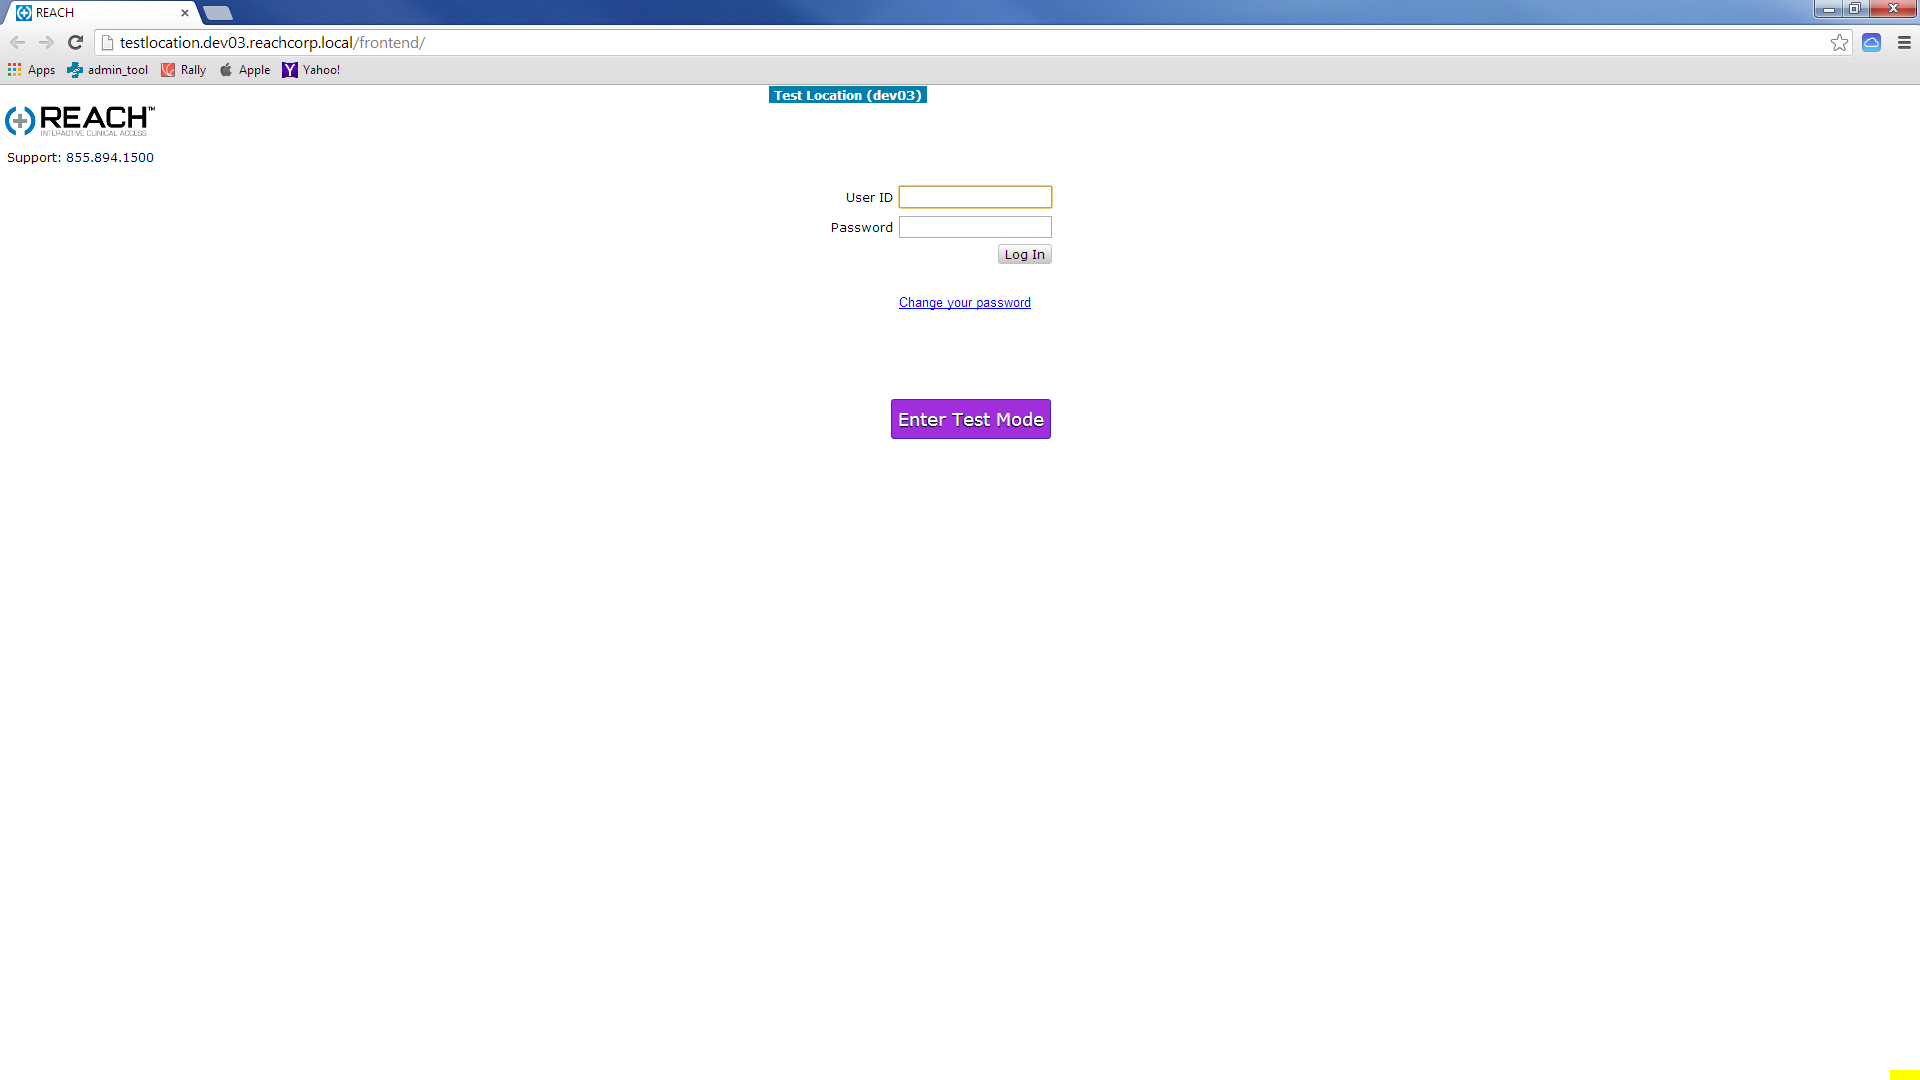 REACH
testlocation.dev03.reachcorp.local/frontend/
Apps admin_tool Rally Apple Yahoo!
Test Location (dev03)
REACH™
INTERACTIVE CLINICAL ACCESS
Support: 855.894.1500
User ID
Password
Log In
Change your password
Enter Test Mode